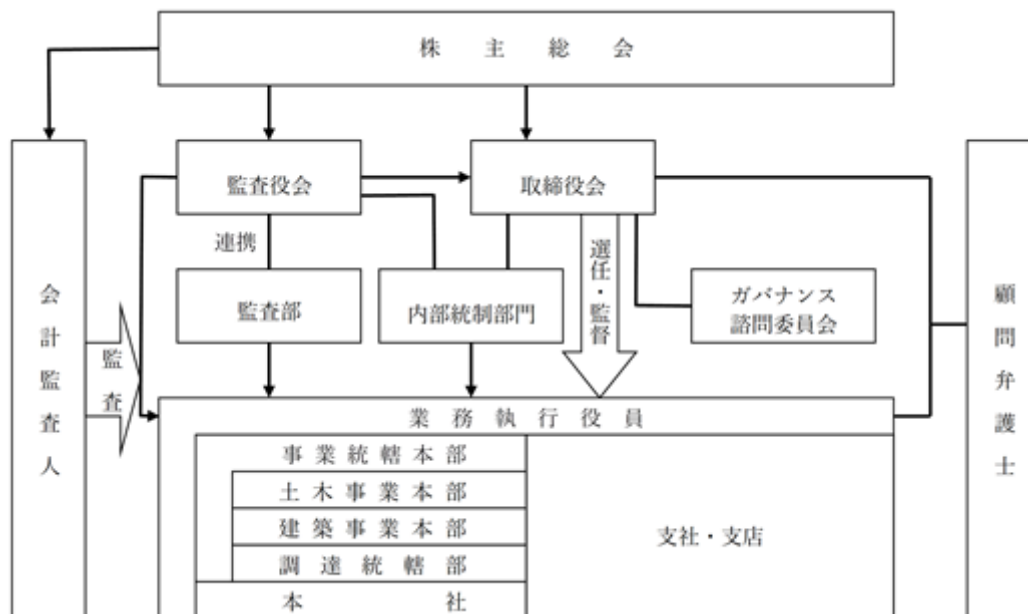 株主総会
監査役会
取締役会
連携
選任・監督
監査部
内部統制部門
ガバナンス
諮問委員会
会計監査人
監査
顧問弁護士
業務執行役員
事業統轄本部
土木事業本部
建築事業本部
調達統轄部
本社
支社・支店